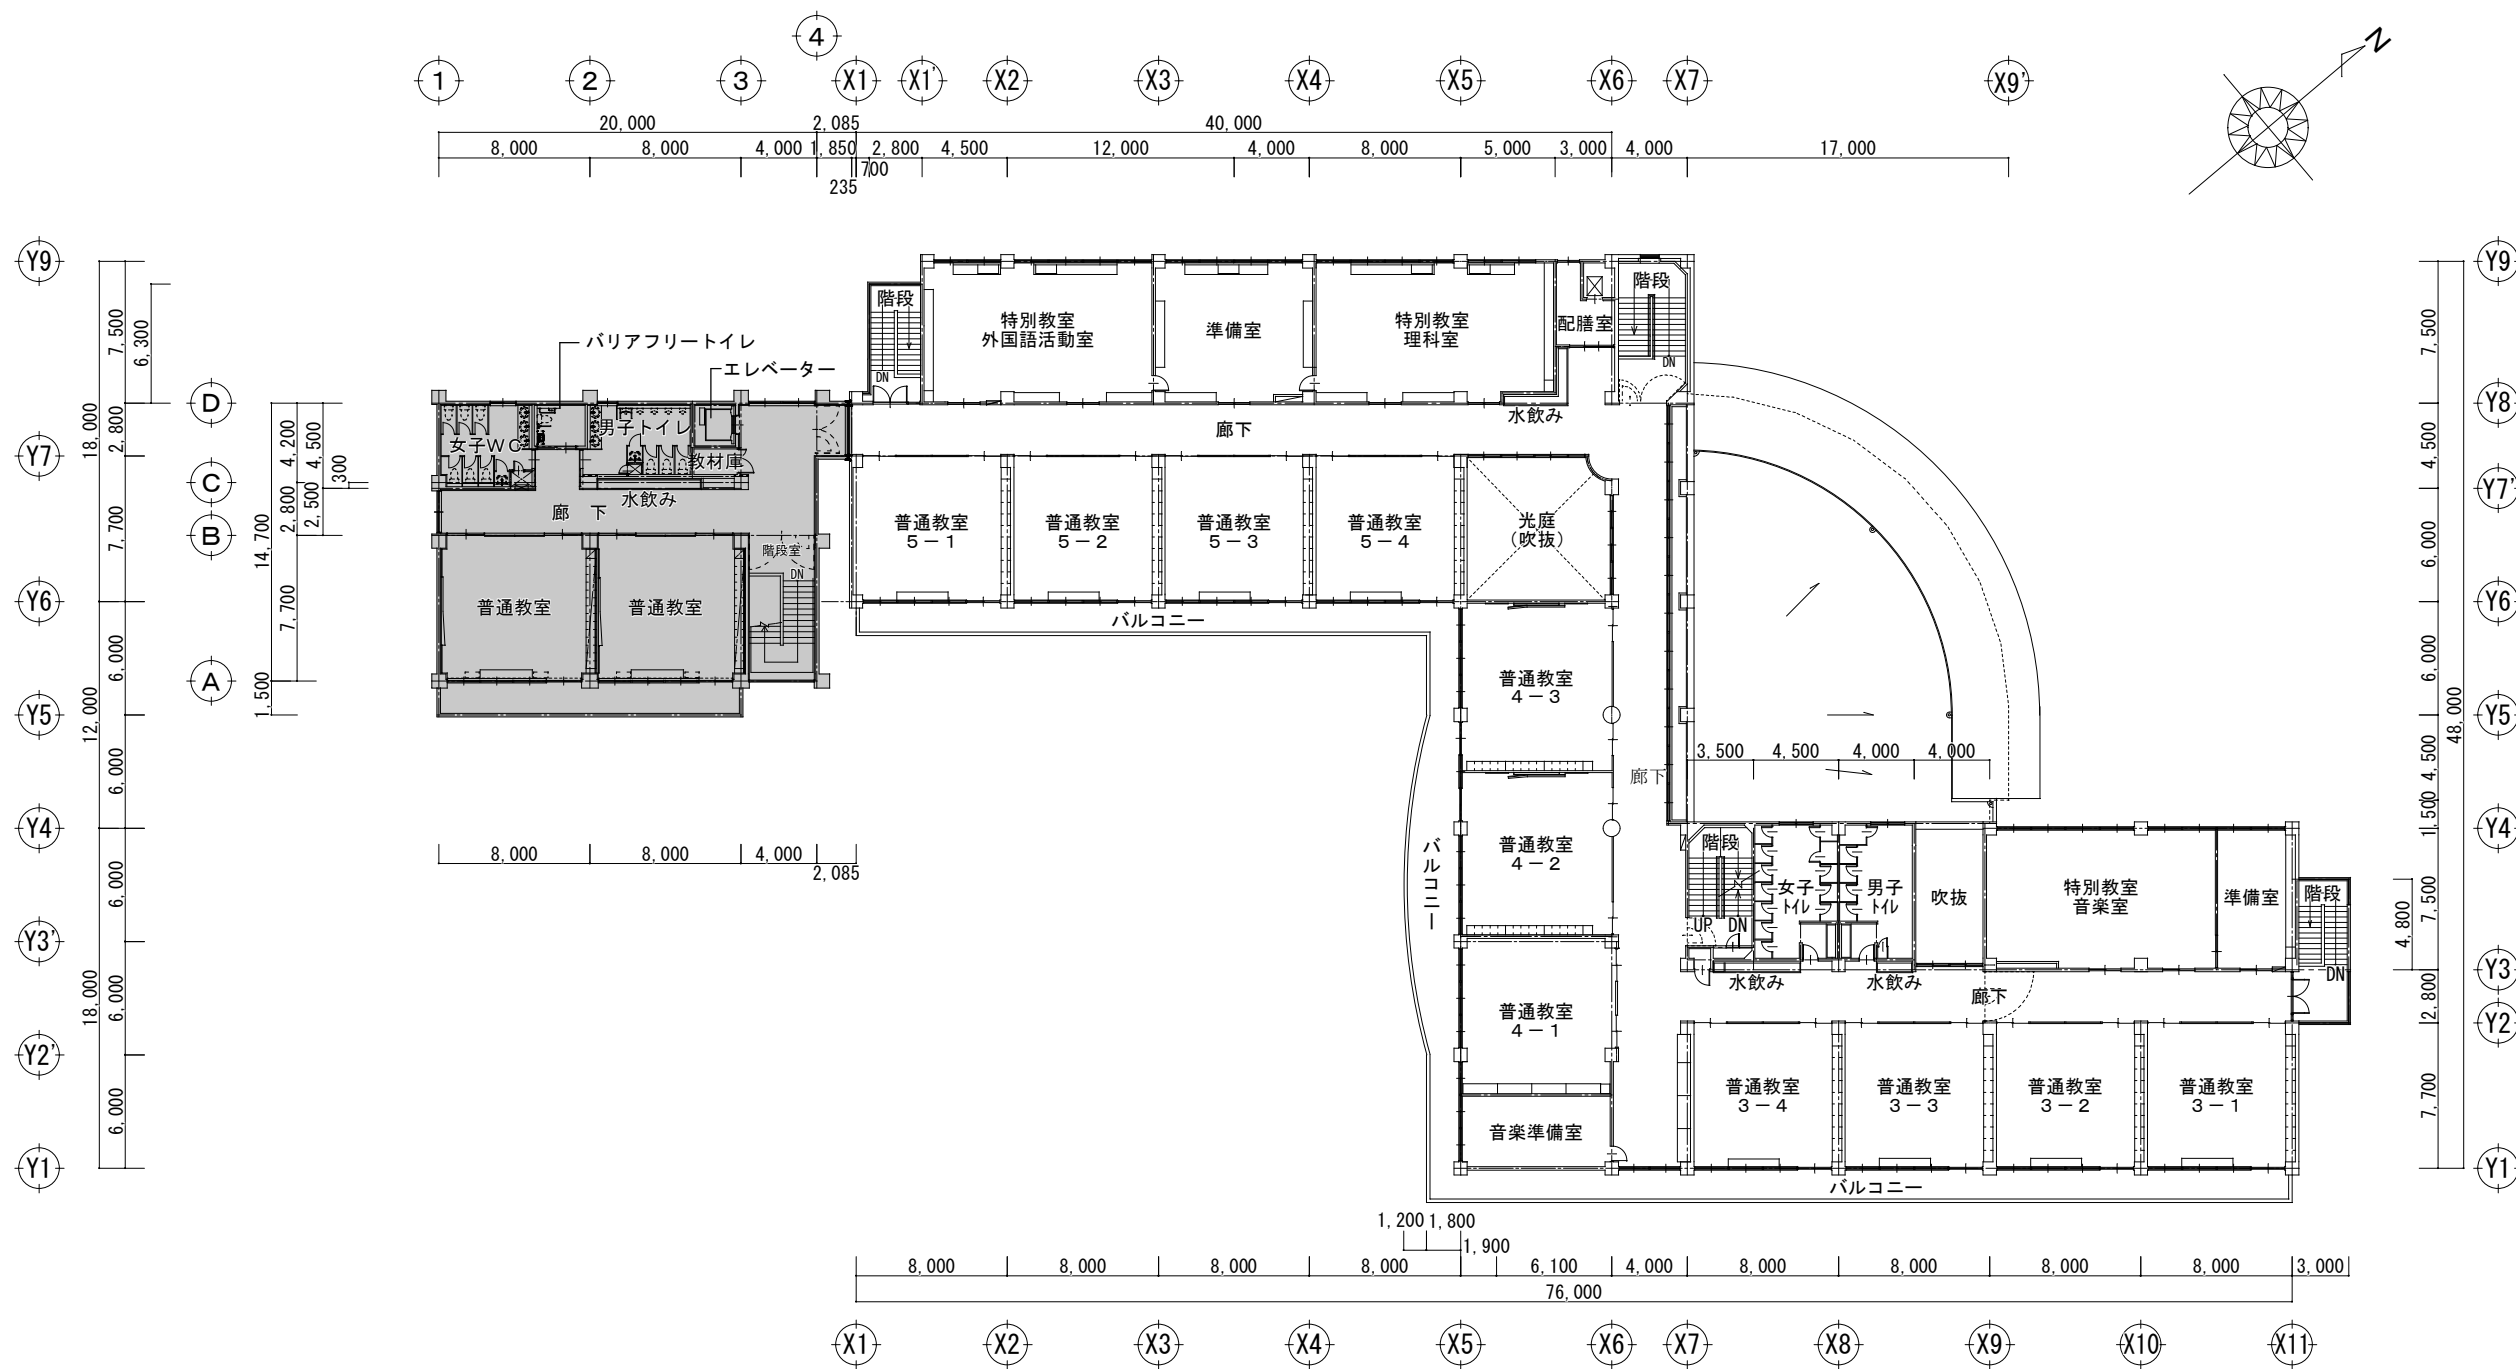 4
1 2 3 X1 X1' X2 X3 X4 X5 X6 X7 X9'
N
20,000 2,085 40,000
8,000 8,000 4,000 1,850 2,800 4,500 12,000 4,000 8,000 5,000 3,000 4,000 17,000
700
235
Y9 Y9
7,500 6,300 7,500
階段 階段
特別教室
外国語活動室
準備室
特別教室
理科室
配膳室
DN
DN
バリアフリートイレ
エレベーター
D Y8
18,000 2,800 4,200 4,500 4,500
女子WC
男子トイレ
教材庫
水飲み
廊下
水飲み
Y7
C Y7'
300
廊 下
2,800 2,500
B
14,700 7,700
階段室
DN
普通教室
5-1
普通教室
5-2
普通教室
5-3
普通教室
5-4
光庭
(吹抜)
6,000
Y6 Y6
普通教室
普通教室
バルコニー
7,700 6,000 6,000
普通教室
4-3
A
1,500
Y5 Y5
12,000 6,000 48,000
3,500 4,500 4,000 4,000
4,500
廊下
1,500
Y4 Y4
8,000 8,000 4,000
2,085
バルコニー
普通教室
4-2
階段
女子
トイレ
男子
トイレ
吹抜
特別教室
音楽室
準備室
階段
UP DN
DN
6,000
7,500 4,800
Y3' Y3
18,000 6,000
水飲み
水飲み
廊下
2,800
普通教室
4-1
Y2' Y2
6,000 7,700
普通教室
3-4
普通教室
3-3
普通教室
3-2
普通教室
3-1
音楽準備室
Y1 Y1
バルコニー
1,200 1,800
1,900
8,000 8,000 8,000 8,000 6,100 4,000 8,000 8,000 8,000 8,000 3,000
76,000
X1 X2 X3 X4 X5 X6 X7 X8 X9 X10 X11